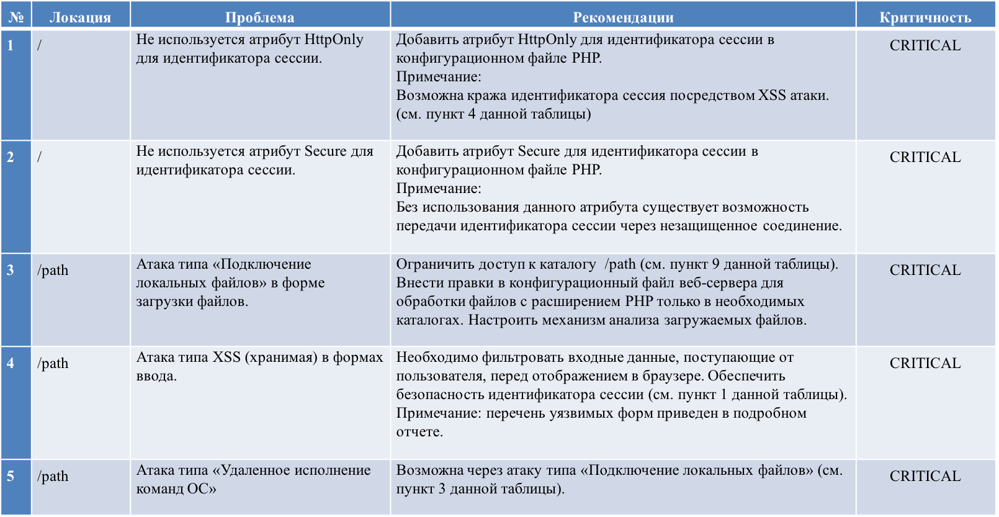 № Локация Проблема Рекомендации Критичность
1 / Не используется атрибут HttpOnly для идентификатора сессии.
Добавить атрибут HttpOnly для идентификатора сессии в
конфигурационном файле PHP.
Примечание:
Возможна кража идентификатора сессия посредством XSS атаки.
(см. пункт 4 данной таблицы)
CRITICAL
2 / Не используется атрибут Secure для
идентификатора сессии.
Добавить атрибут Secure для идентификатора сессии в
конфигурационном файле PHP.
Примечание:
Без использования данного атрибута существует возможность
передачи идентификатора сессии через незащищенное соединение.
CRITICAL
3 /path Атака типа «Подключение
локальных файлов» в форме
загрузки файлов.
Ограничить доступ к каталогу /path (см. пункт 9 данной таблицы).
Внести правки в конфигурационный файл веб-сервера для
обработки файлов с расширением PHP только в необходимых
каталогах. Настроить механизм анализа загружаемых файлов.
CRITICAL
4 /path Атака типа XSS (хранимая) в формах
ввода.
Необходимо фильтровать входные данные, поступающие от
пользователя, перед отображением в браузере. Обеспечить
безопасность идентификатора сессии (см. пункт 1 данной таблицы).
Примечание: перечень уязвимых форм приведен в подробном
отчете.
CRITICAL
5 /path Атака типа «Удаленное исполнение
команд ОС»
Возможна через атаку типа «Подключение локальных файлов» (см.
пункт 3 данной таблицы).
CRITICAL